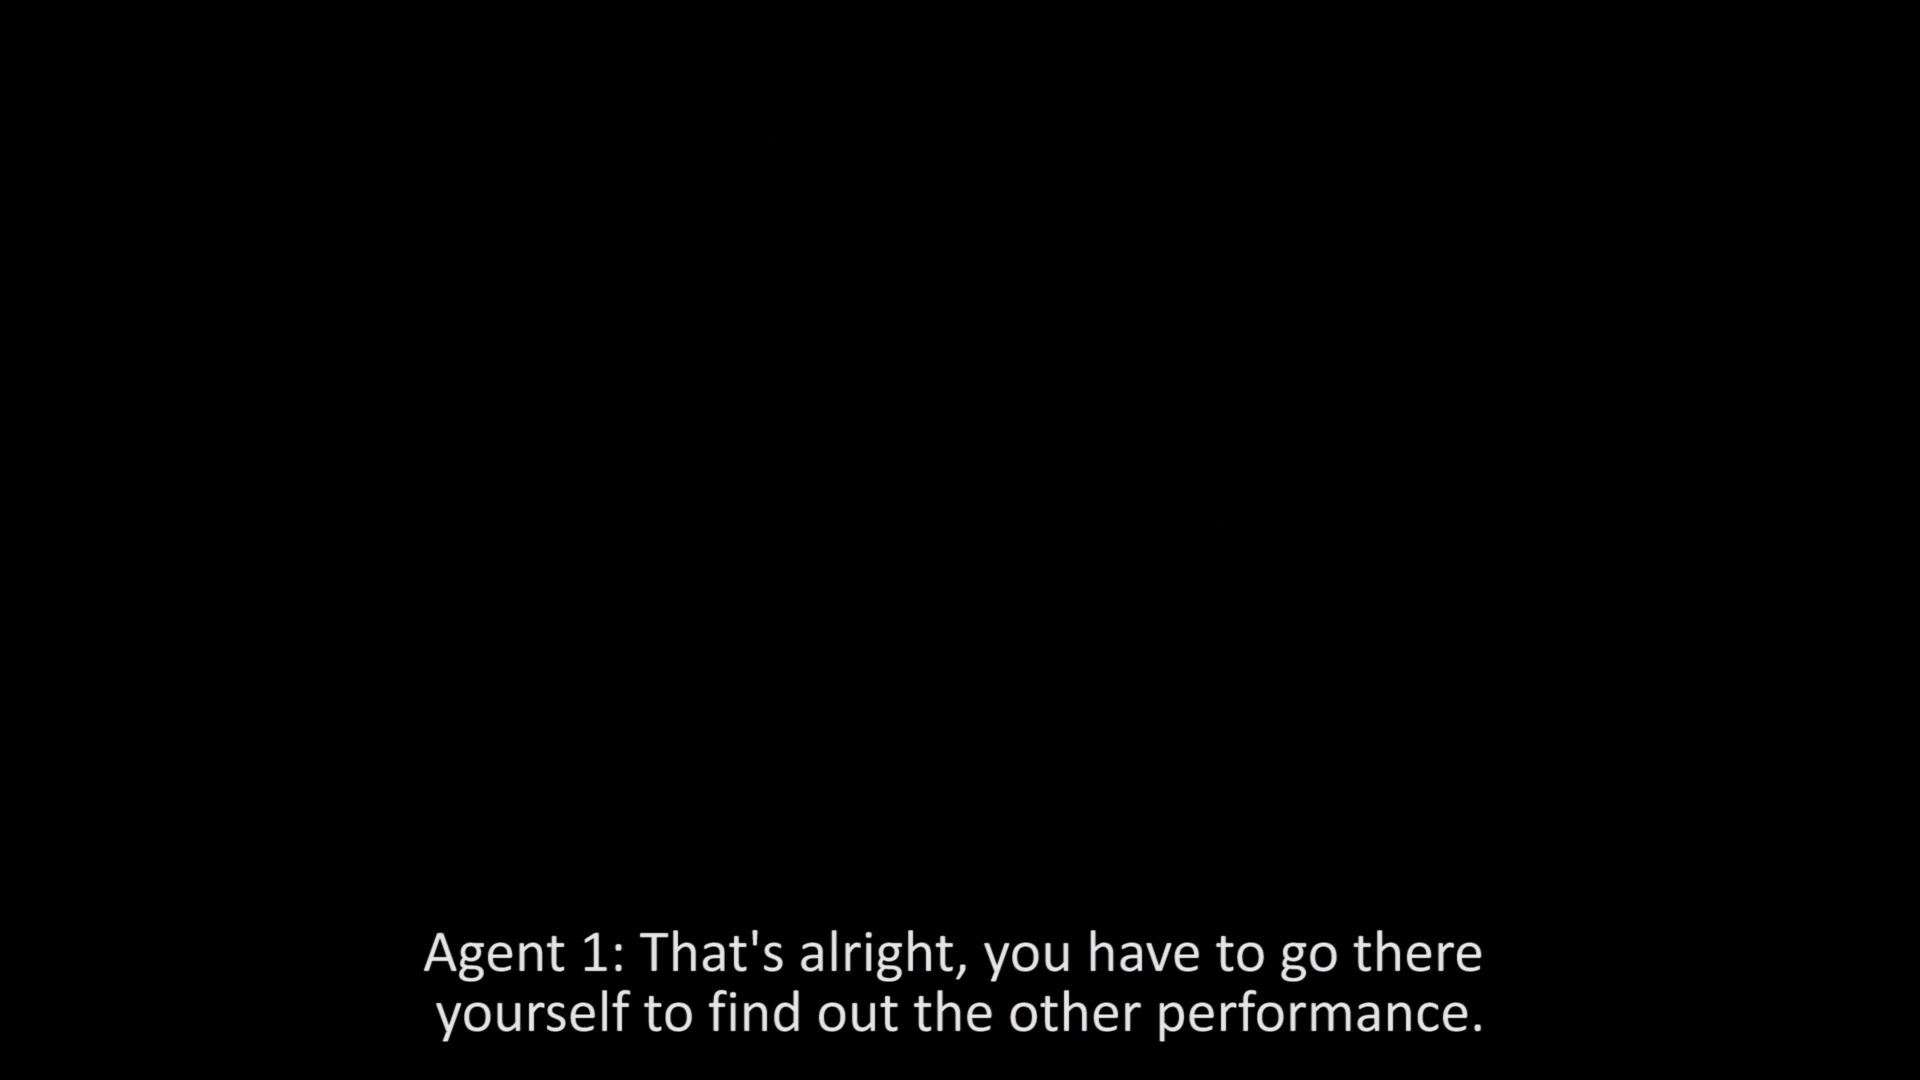 Agent 1: That's alright, you have to go there
yourself to find out the other performance.